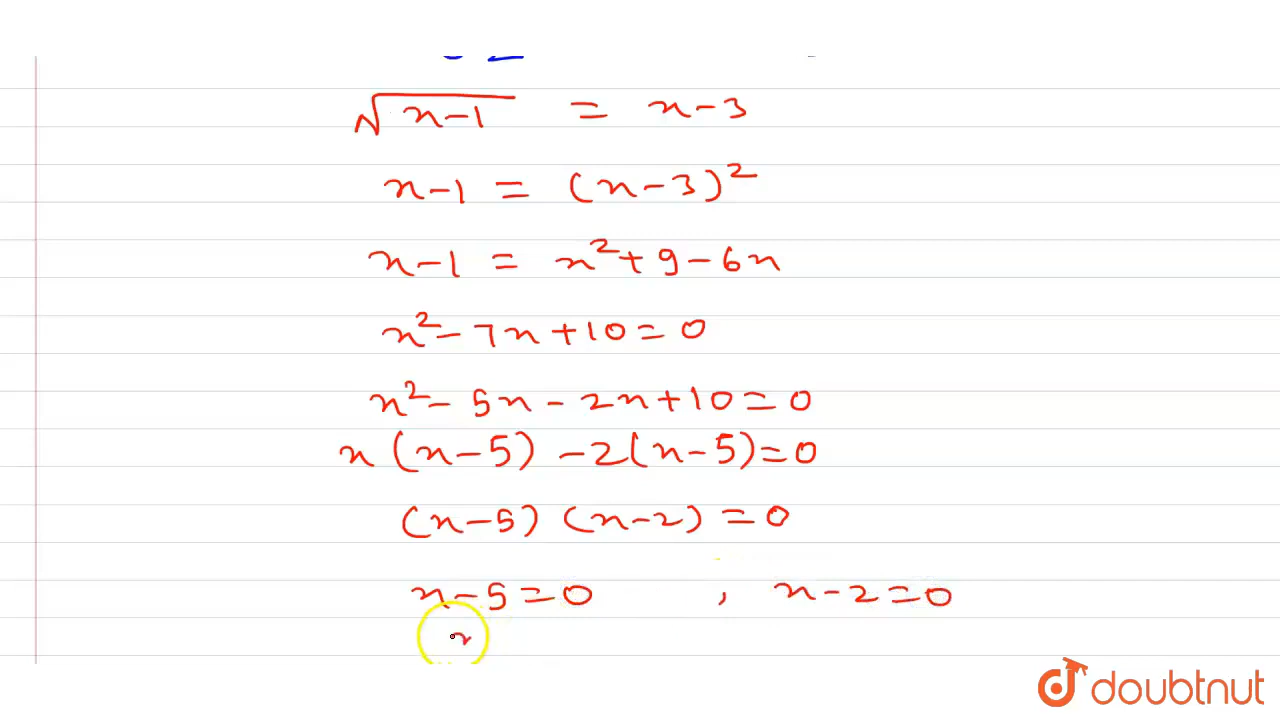 √(x-1) = x-3
x-1 = (x-3)²
x-1 = x²+9-6x
x²-7x+10=0
x²-5x-2x+10=0
x(x-5)-2(x-5)=0
(x-5)(x-2)=0
x-5=0 , x-2=0
x
doubtnut